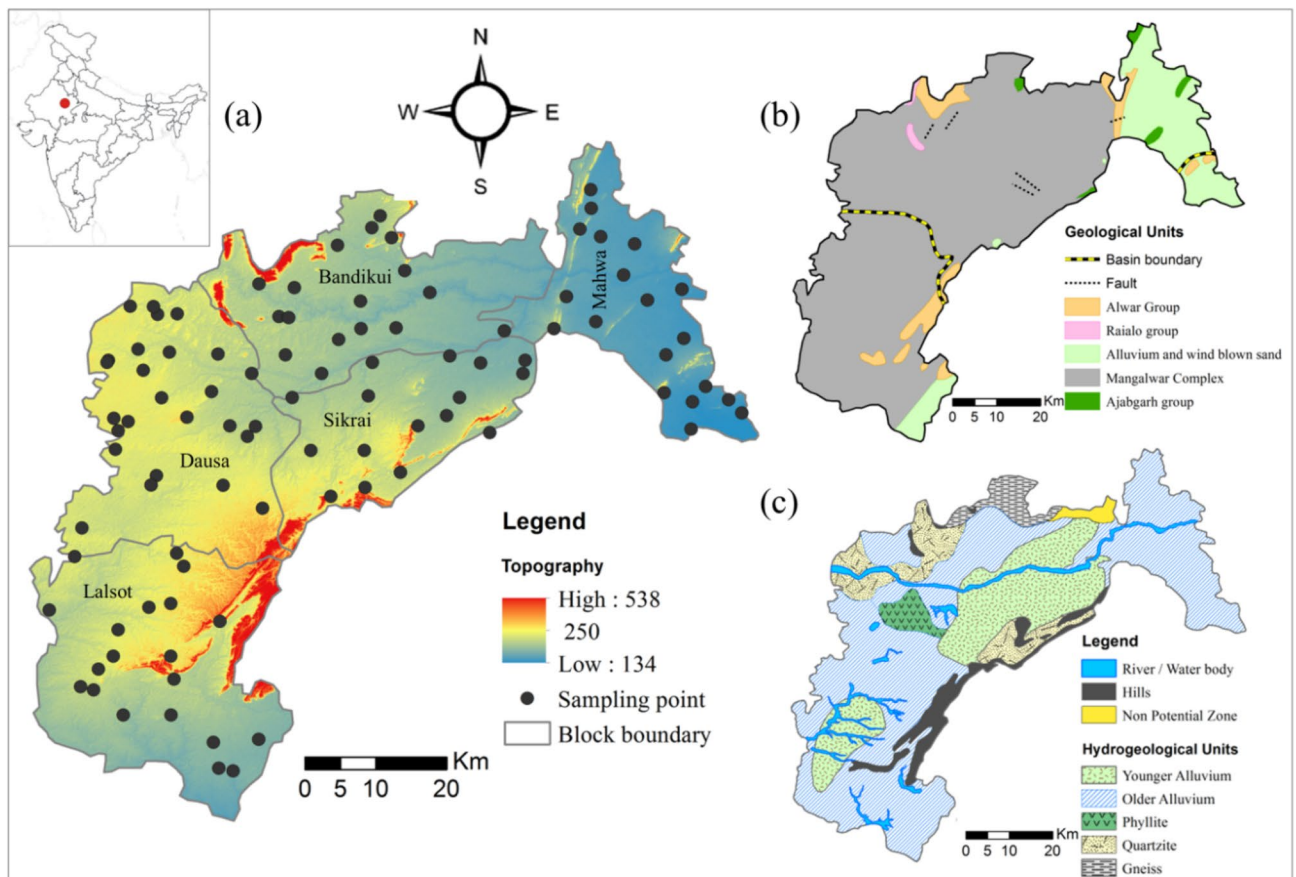 (a)
N
W
E
S
Bandikui
Mahwa
Sikrai
Dausa
Lalsot
Legend
Topography
High : 538
250
Low : 134
Sampling point
Block boundary
Km
0 5 10 20
(b)
Geological Units
Basin boundary
Fault
Alwar Group
Raialo group
Alluvium and wind blown sand
Mangalwar Complex
Ajabgarh group
Km
0 5 10 20
(c)
Legend
River / Water body
Hills
Non Potential Zone
Hydrogeological Units
Younger Alluvium
Older Alluvium
Phyllite
Quartzite
Gneiss
Km
0 5 10 20